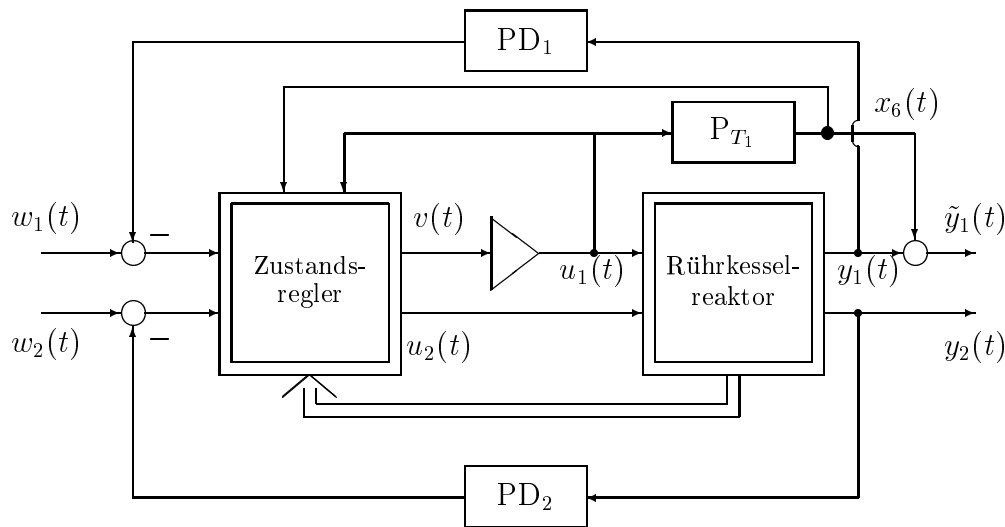 PD₁
x₆(t)
P_{T₁}
w₁(t)
−
v(t)
ỹ₁(t)
Zustands-
regler
u₁(t)
Rührkessel-
reaktor
y₁(t)
w₂(t)
−
u₂(t)
y₂(t)
PD₂